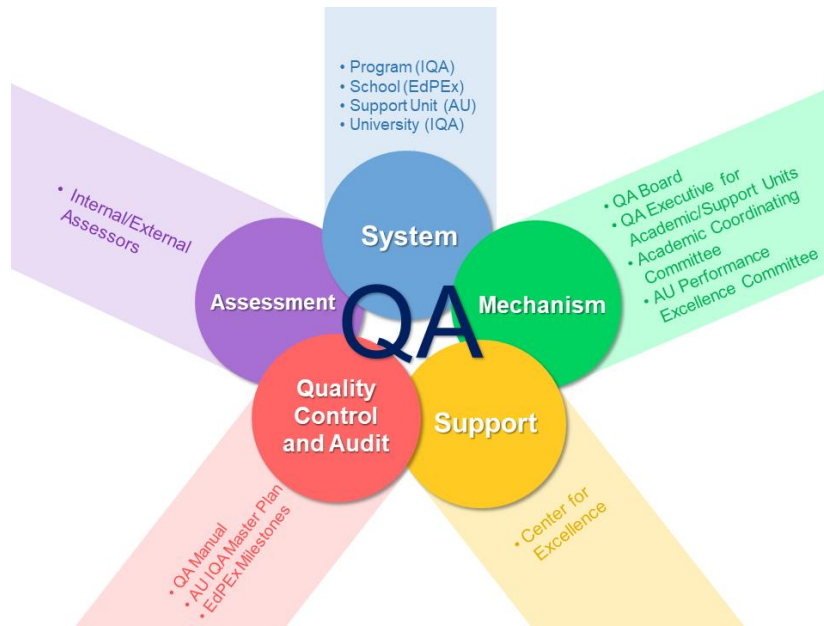 • Program (IQA)
• School (EdPEx)
• Support Unit (AU)
• University (IQA)
System
• Internal/External
Assessors
Assessment
• QA Board
• QA Executive for
Academic/Support Units
• Academic Coordinating
Committee
• AU Performance
Excellence Committee
Mechanism
QA
Quality
Control
and Audit
• QA Manual
• AU IQA Master Plan
• EdPEx Milestones
Support
• Center for
Excellence